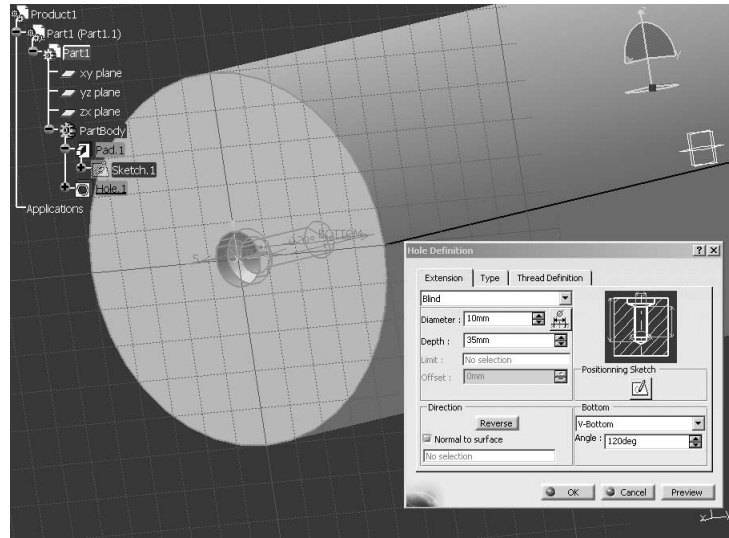 Product1
Part1 (Part1.1)
Part1
xy plane
yz plane
zx plane
PartBody
Pad.1
Sketch.1
Hole.1
Applications
BOTTOM
Hole Definition
Extension Type Thread Definition
Blind
Diameter : 10mm
Depth : 35mm
Limit : No selection
Offset : 0mm
Positionning Sketch
Direction
Reverse
Normal to surface
No selection
Bottom
V-Bottom
Angle : 120deg
OK Cancel Preview